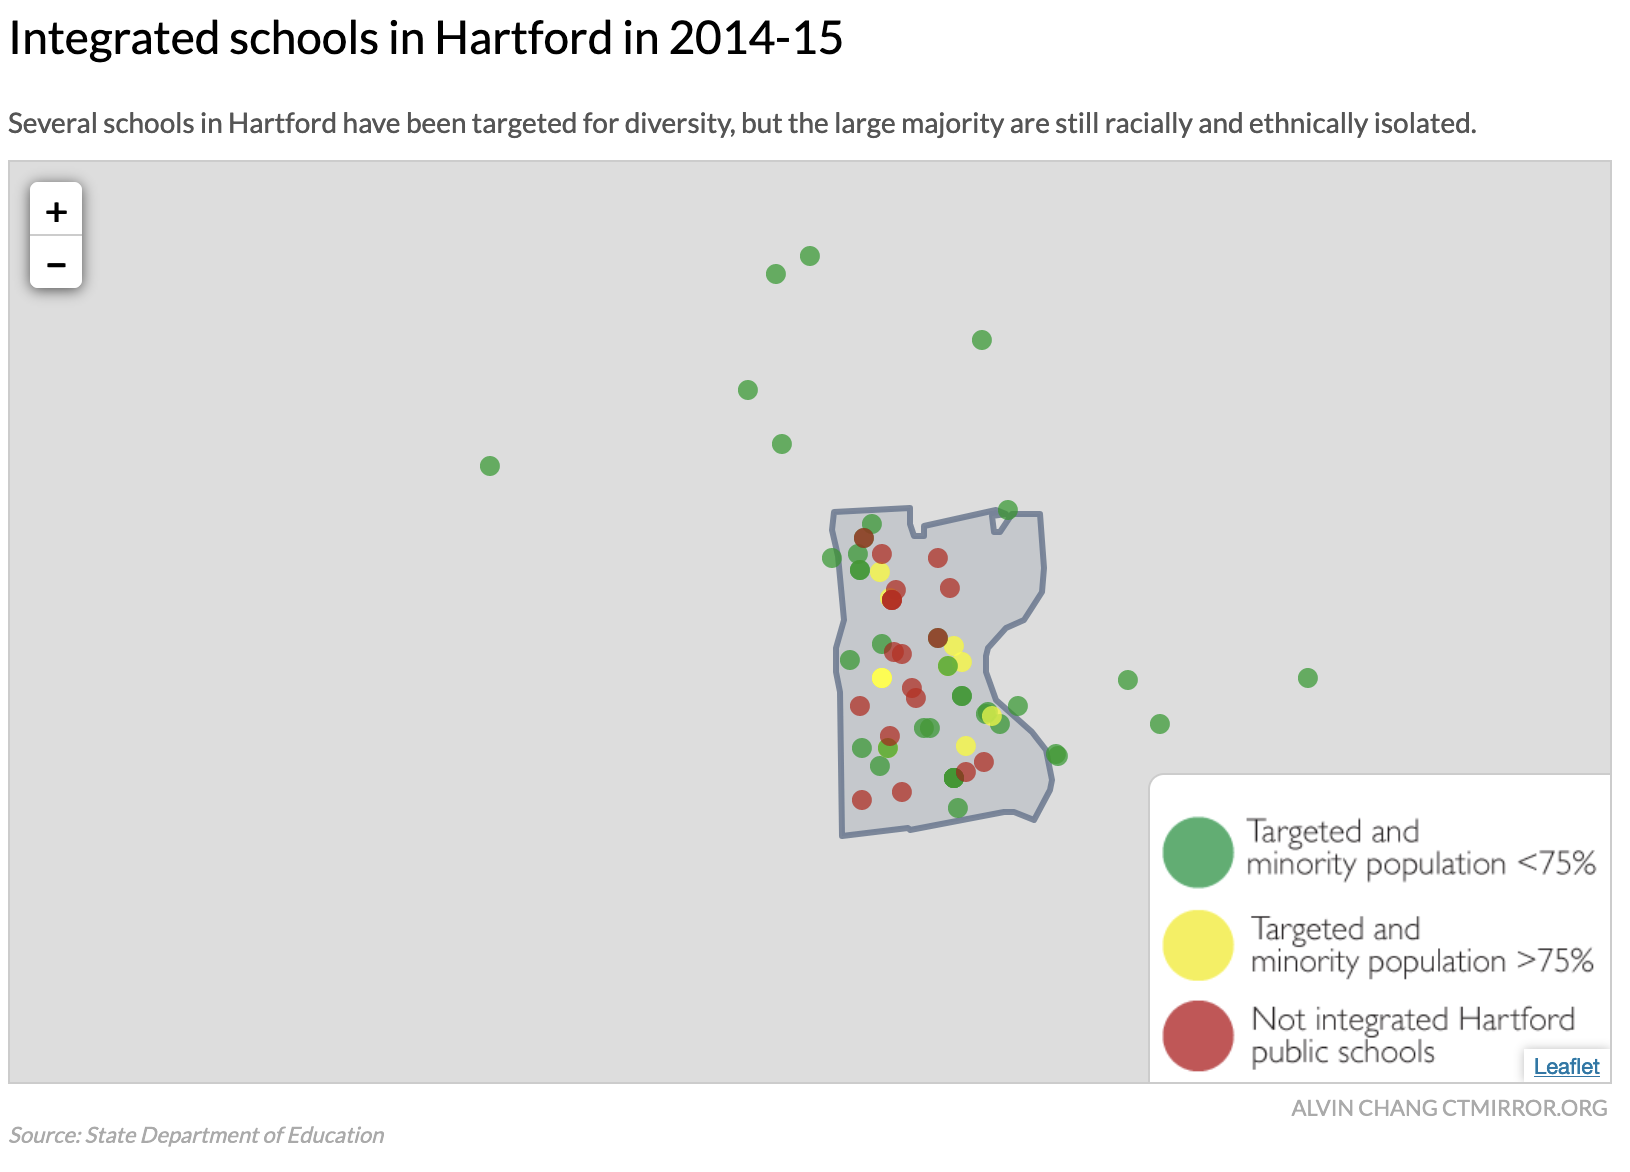 Integrated schools in Hartford in 2014-15
Several schools in Hartford have been targeted for diversity, but the large majority are still racially and ethnically isolated.
+
−
Targeted and
minority population <75%
Targeted and
minority population >75%
Not integrated Hartford
public schools
Leaflet
ALVIN CHANG CTMIRROR.ORG
Source: State Department of Education